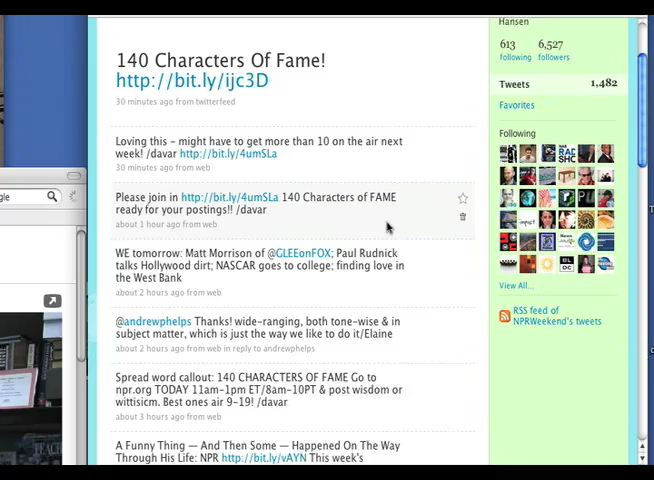 Hansen
613 6,527
following followers
Tweets 1,482
Favorites
Following
View All...
RSS feed of
NPRWeekend's tweets
140 Characters Of Fame!
http://bit.ly/ijc3D
30 minutes ago from twitterfeed
Loving this – might have to get more than 10 on the air next
week! /davar http://bit.ly/4umSLa
30 minutes ago from web
Please join in http://bit.ly/4umSLa 140 Characters of FAME
ready for your postings!! /davar
about 1 hour ago from web
WE tomorrow: Matt Morrison of @GLEEonFOX; Paul Rudnick
talks Hollywood dirt; NASCAR goes to college; finding love in
the West Bank
about 2 hours ago from web
@andrewphelps Thanks! wide-ranging, both tone-wise & in
subject matter, which is just the way we like to do it/Elaine
about 2 hours ago from web in reply to andrewphelps
Spread word callout: 140 CHARACTERS OF FAME Go to
npr.org TODAY 11am-1pm ET/8am-10PT & post wisdom or
wittisicm. Best ones air 9-19! /davar
about 3 hours ago from web
A Funny Thing — And Then Some — Happened On The Way
Through His Life: NPR http://bit.ly/vAYN This week's